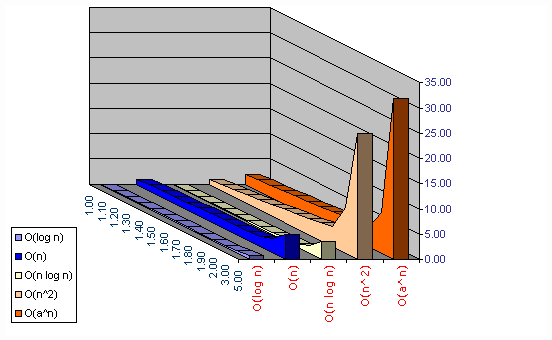 35.00
30.00
25.00
20.00
15.00
10.00
5.00
0.00
1.00
1.10
1.20
1.30
1.40
1.50
1.60
1.70
1.80
1.90
2.00
3.00
5.00
O(log n)
O(n)
O(n log n)
O(n^2)
O(a^n)
O(log n)
O(n)
O(n log n)
O(n^2)
O(a^n)